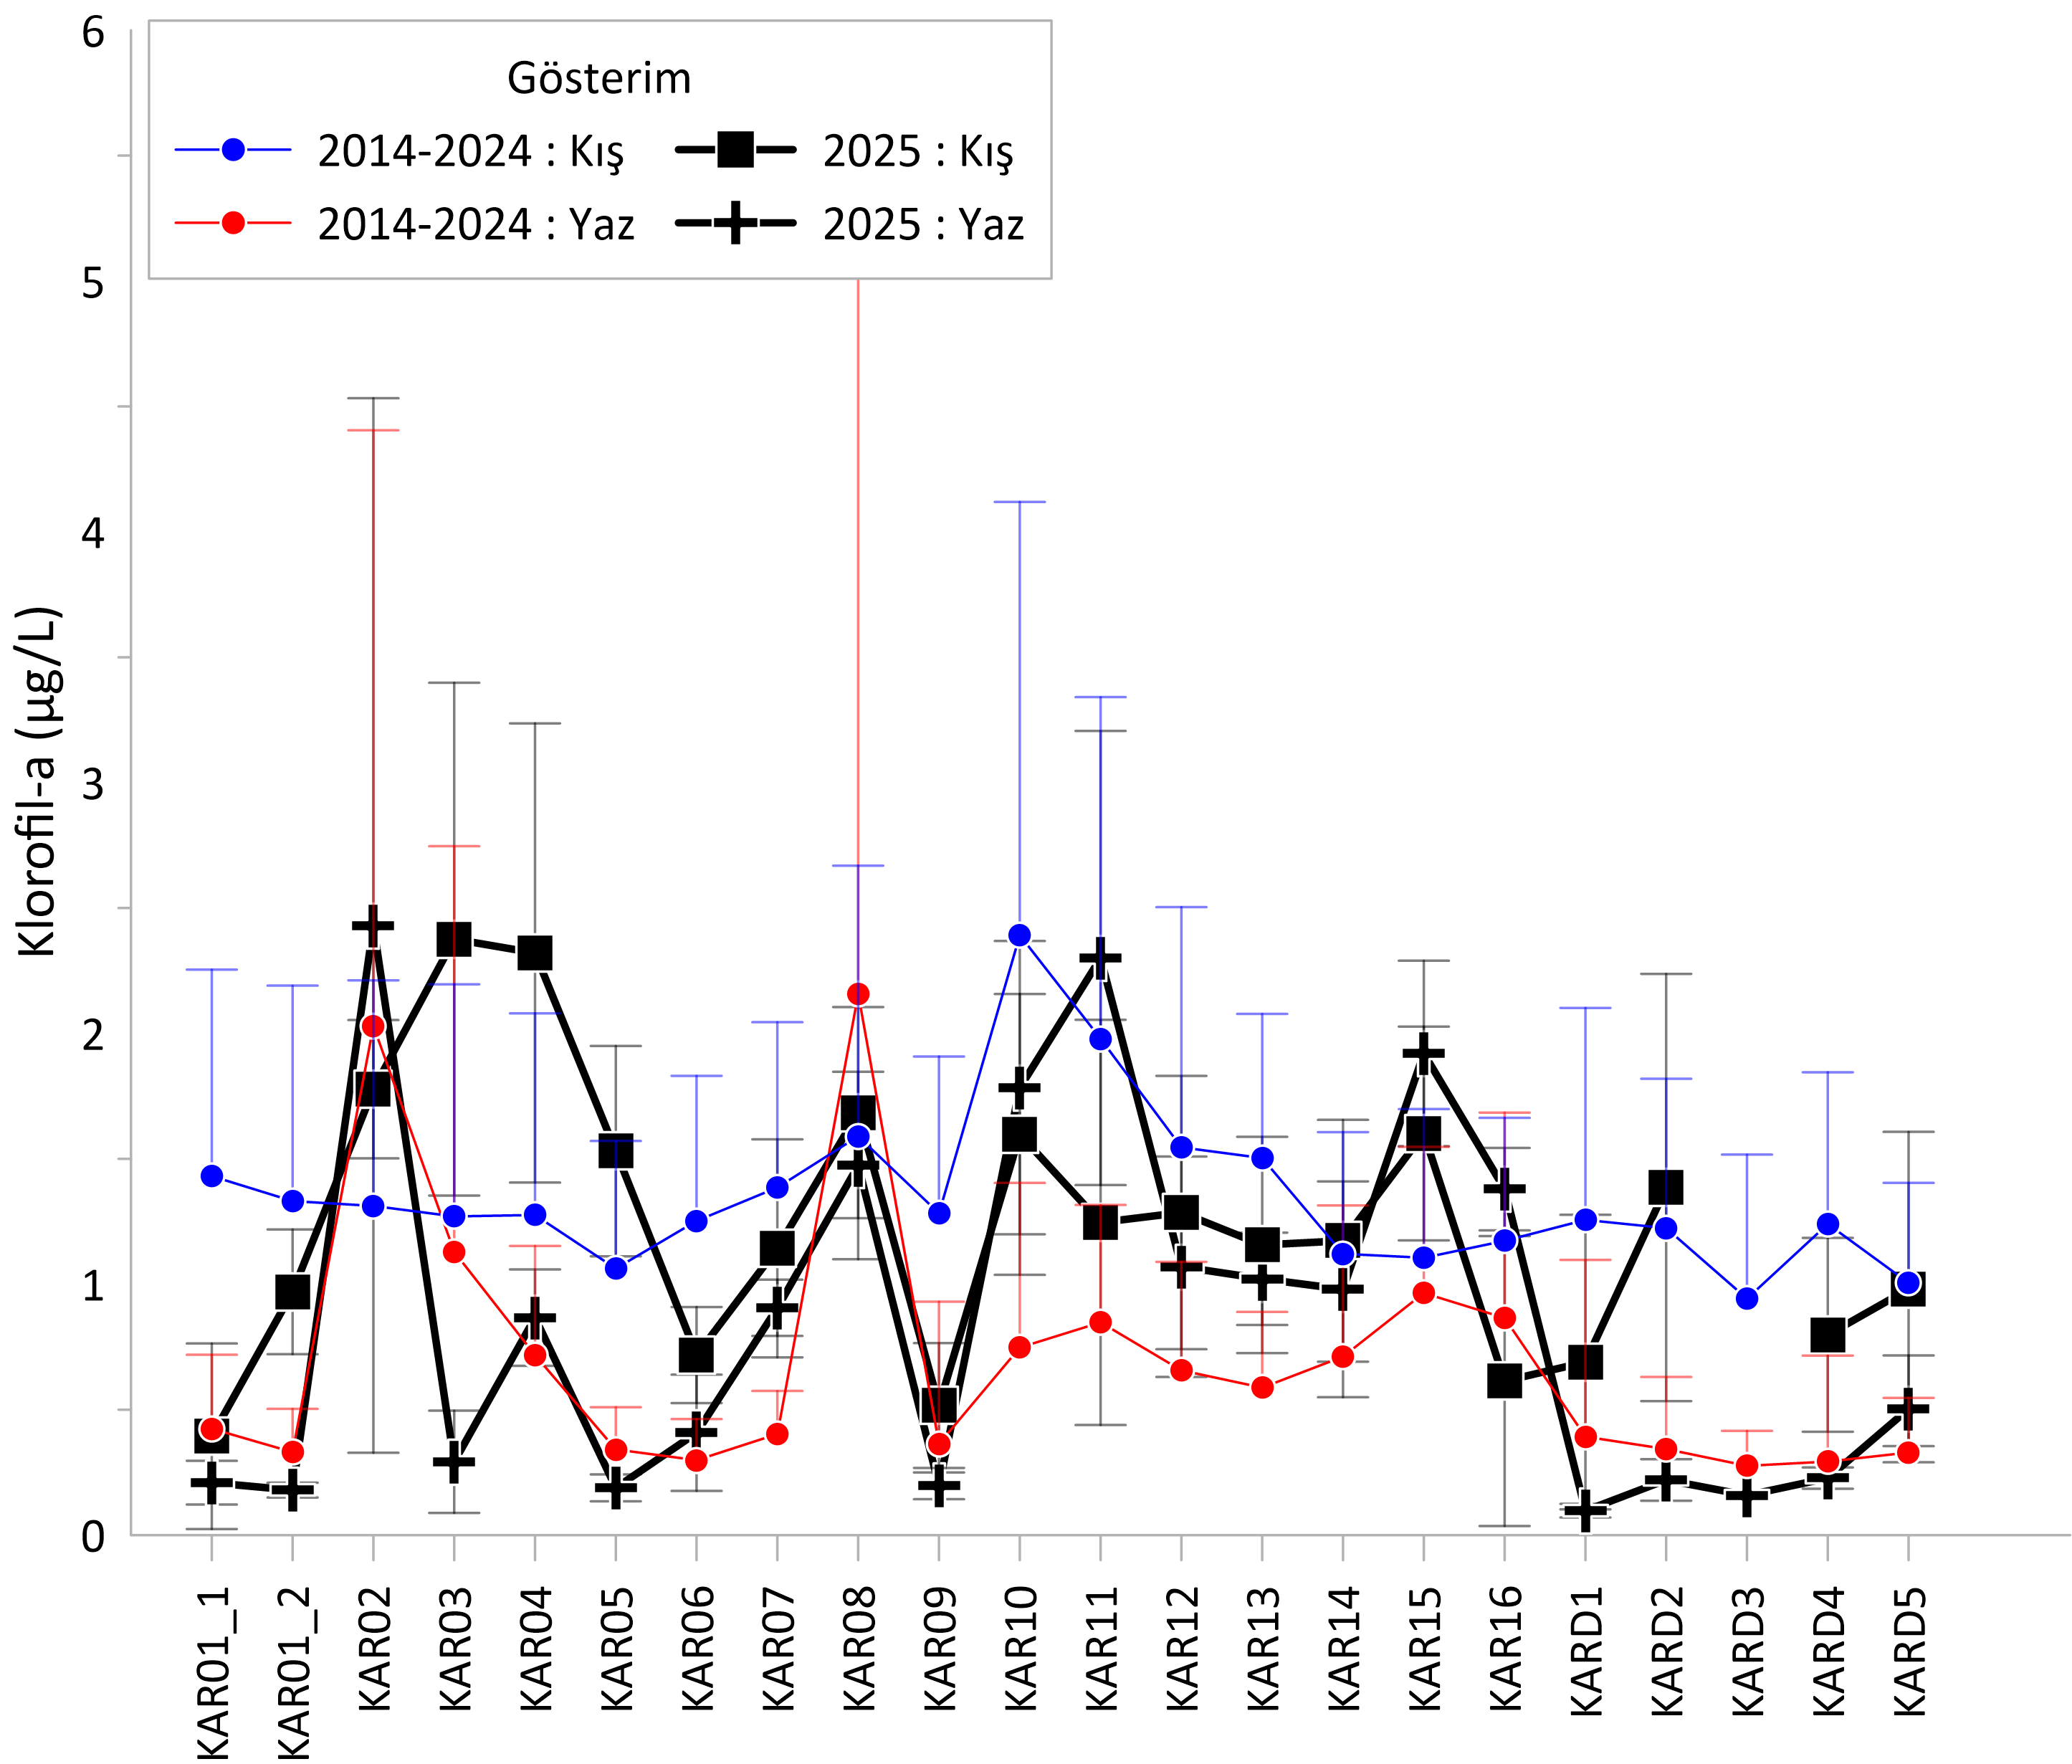 Gösterim
2014-2024 : Kış
2025 : Kış
2014-2024 : Yaz
2025 : Yaz
Klorofil-a (µg/L)
6
5
4
3
2
1
0
KAR01_1
KAR01_2
KAR02
KAR03
KAR04
KAR05
KAR06
KAR07
KAR08
KAR09
KAR10
KAR11
KAR12
KAR13
KAR14
KAR15
KAR16
KARD1
KARD2
KARD3
KARD4
KARD5